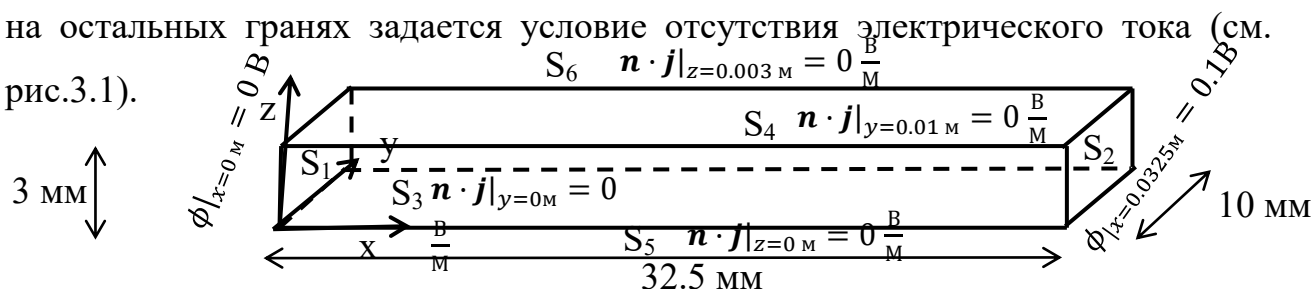 на остальных гранях задается условие отсутствия электрического тока (см.
рис.3.1).
S₆ n · j|z=0.003 м = 0 В/М
ϕ|x=0 м = 0 В
z
S₄ n · j|y=0.01 м = 0 В/М
S₁
y
S₂
ϕ|x=0.0325м = 0.1В
3 мм
S₃ n · j|y=0м = 0
В/М
10 мм
x
S₅ n · j|z=0 м = 0 В/М
32.5 мм